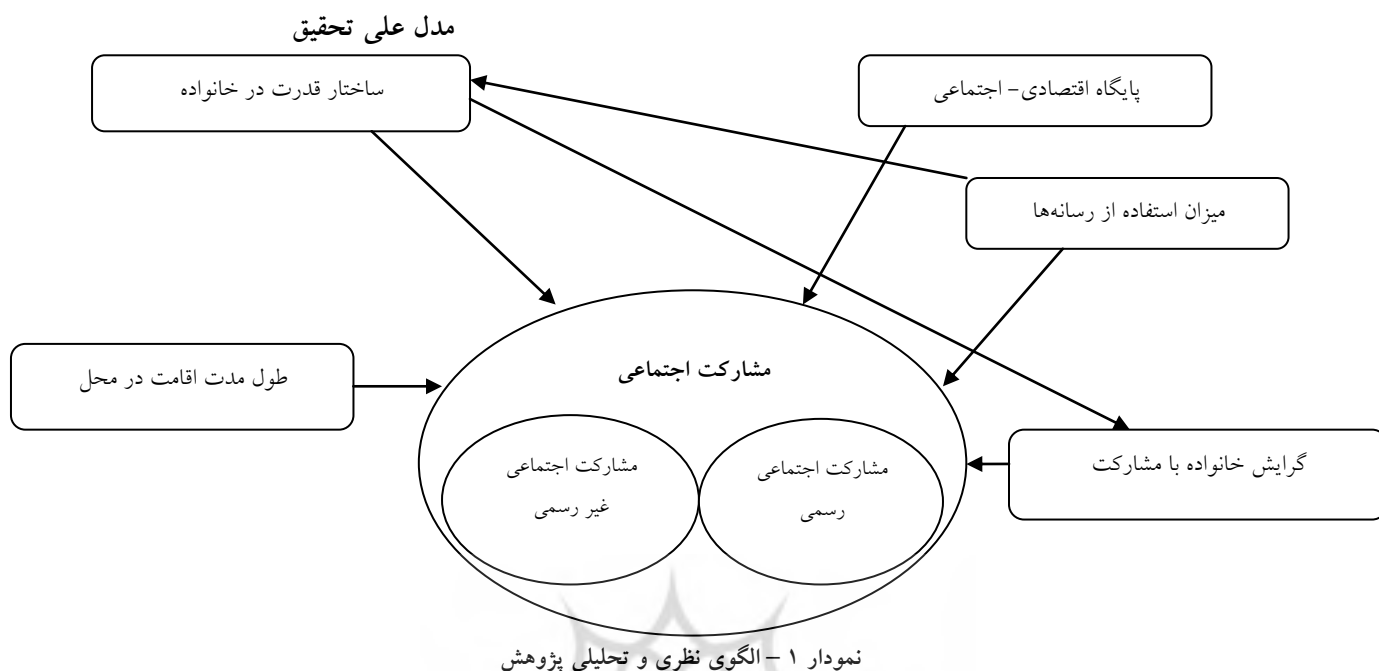 مدل علی تحقیق
پایگاه اقتصادی- اجتماعی
ساختار قدرت در خانواده
میزان استفاده از رسانه‌ها
طول مدت اقامت در محل
مشارکت اجتماعی
گرایش خانواده با مشارکت
مشارکت اجتماعی
رسمی
مشارکت اجتماعی
غیر رسمی
نمودار ۱ – الگوی نظری و تحلیلی پژوهش